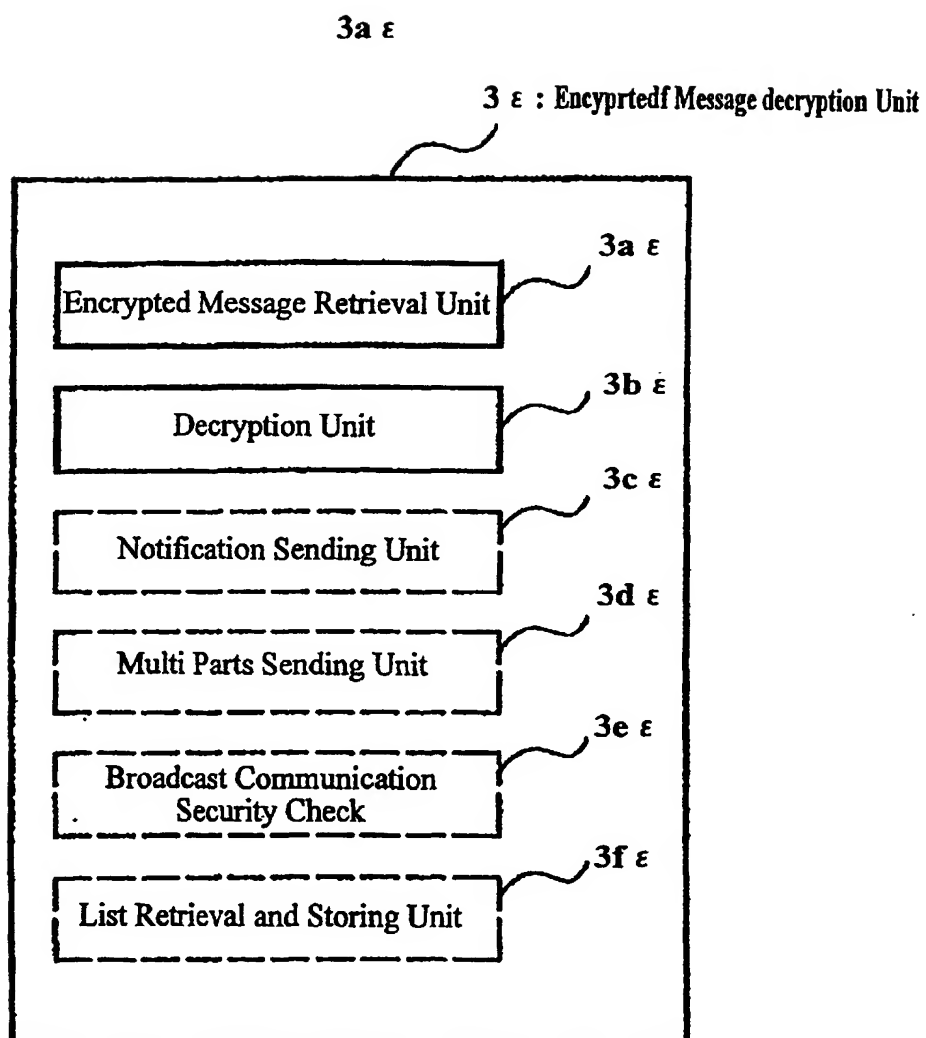 3a ε
3 ε : Encyprtedf Message decryption Unit
3a ε
Encrypted Message Retrieval Unit
3b ε
Decryption Unit
3c ε
Notification Sending Unit
3d ε
Multi Parts Sending Unit
3e ε
Broadcast Communication
Security Check
3f ε
List Retrieval and Storing Unit